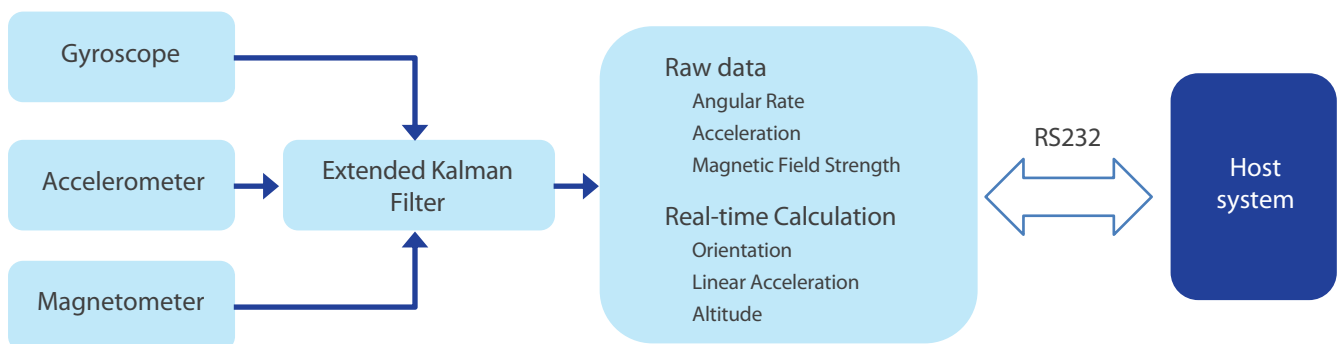 Gyroscope
Accelerometer
Magnetometer
Extended Kalman
Filter
Raw data
Angular Rate
Acceleration
Magnetic Field Strength
Real-time Calculation
Orientation
Linear Acceleration
Altitude
RS232
Host
system